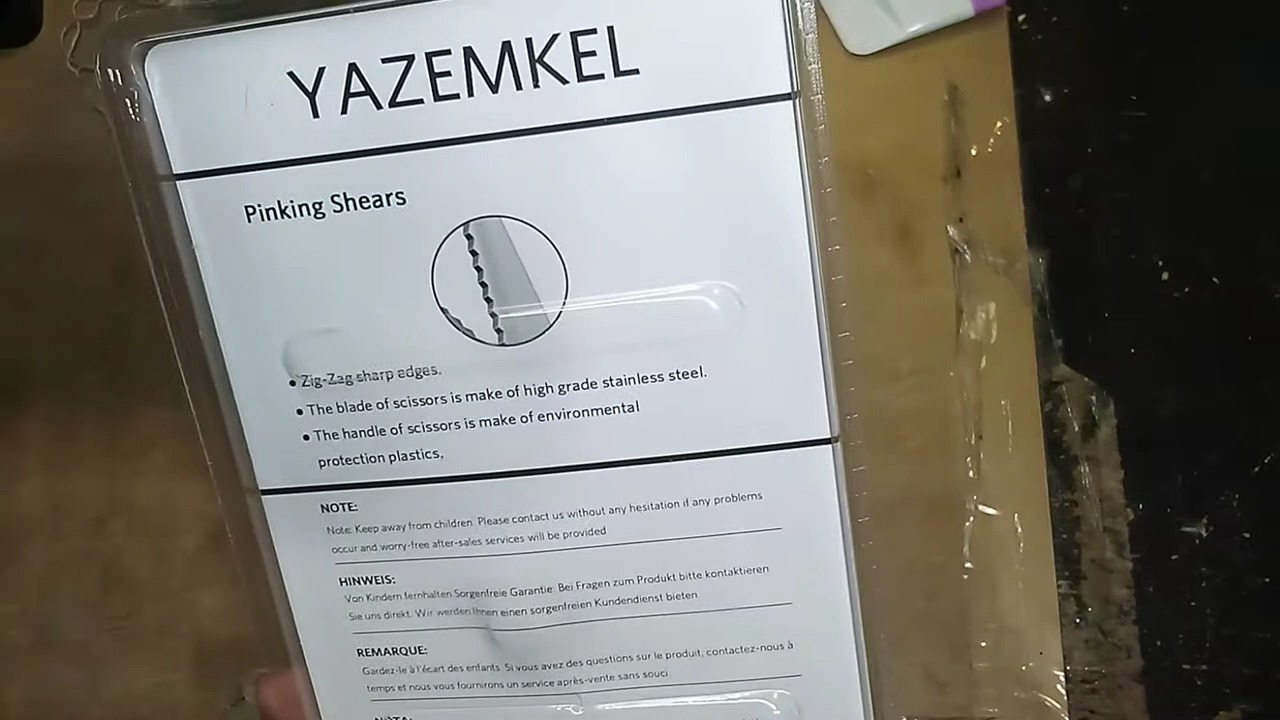 YAZEMKEL
Pinking Shears
• Zig-Zag sharp edges.
• The blade of scissors is make of high grade stainless steel.
• The handle of scissors is make of environmental
protection plastics.
NOTE:
Note: Keep away from children. Please contact us without any hesitation if any problems
occur and worry-free after-sales services will be provided
HINWEIS:
Von Kindern fernhalten Sorgenfreie Garantie: Bei Fragen zum Produkt bitte kontaktieren
Sie uns direkt. Wir werden Ihnen einen sorgenfreien Kundendienst bieten.
REMARQUE:
Gardez-le à l'écart des enfants. Si vous avez des questions sur le produit, contactez-nous à
temps et nous vous fournirons un service après-vente sans souci